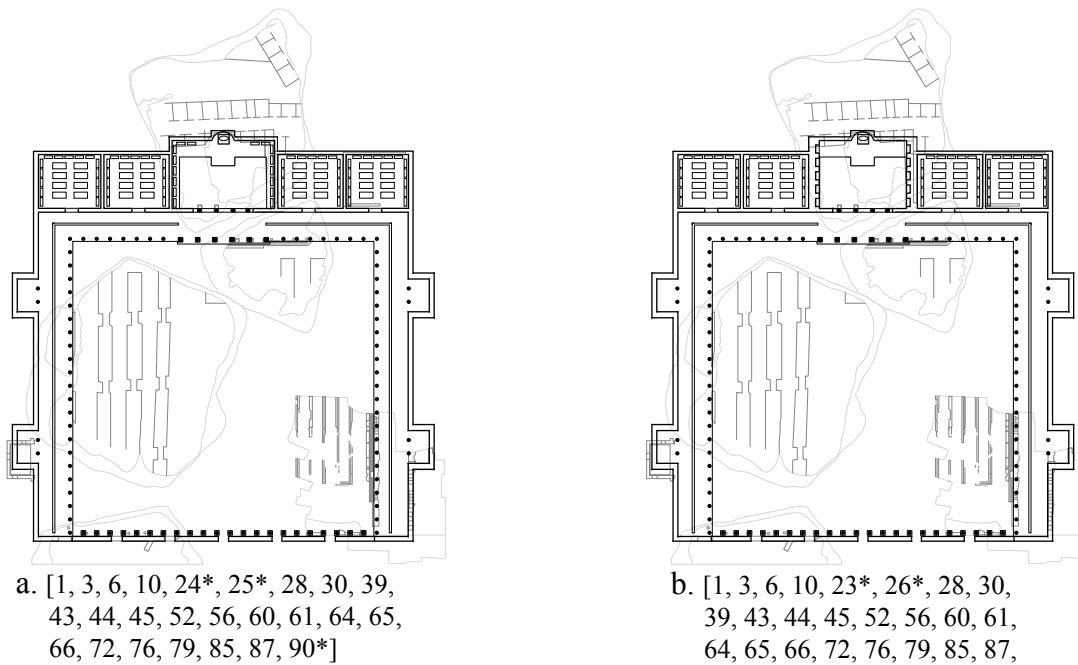 a. [1, 3, 6, 10, 24*, 25*, 28, 30, 39,
43, 44, 45, 52, 56, 60, 61, 64, 65,
66, 72, 76, 79, 85, 87, 90*]
b. [1, 3, 6, 10, 23*, 26*, 28, 30,
39, 43, 44, 45, 52, 56, 60, 61,
64, 65, 66, 72, 76, 79, 85, 87,